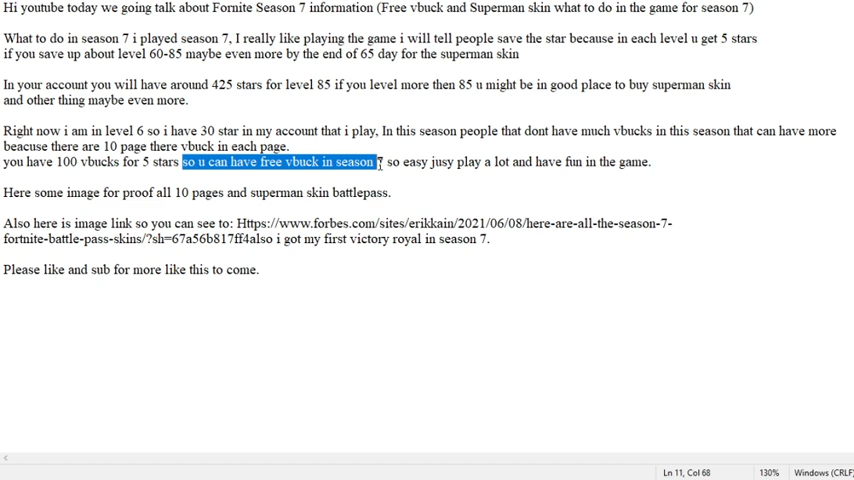 Hi youtube today we going talk about Fornite Season 7 information (Free vbuck and Superman skin what to do in the game for season 7)
What to do in season 7 i played season 7, I really like playing the game i will tell people save the star because in each level u get 5 stars
if you save up about level 60-85 maybe even more by the end of 65 day for the superman skin
In your account you will have around 425 stars for level 85 if you level more then 85 u might be in good place to buy superman skin
and other thing maybe even more.
Right now i am in level 6 so i have 30 star in my account that i play, In this season people that dont have much vbucks in this season that can have more
beacuse there are 10 page there vbuck in each page.
you have 100 vbucks for 5 stars so u can have free vbuck in season 7 so easy jusy play a lot and have fun in the game.
Here some image for proof all 10 pages and superman skin battlepass.
Also here is image link so you can see to: Https://www.forbes.com/sites/erikkain/2021/06/08/here-are-all-the-season-7-
fortnite-battle-pass-skins/?sh=67a56b817ff4also i got my first victory royal in season 7.
Please like and sub for more like this to come.
Ln 11, Col 68 130% Windows (CRLF